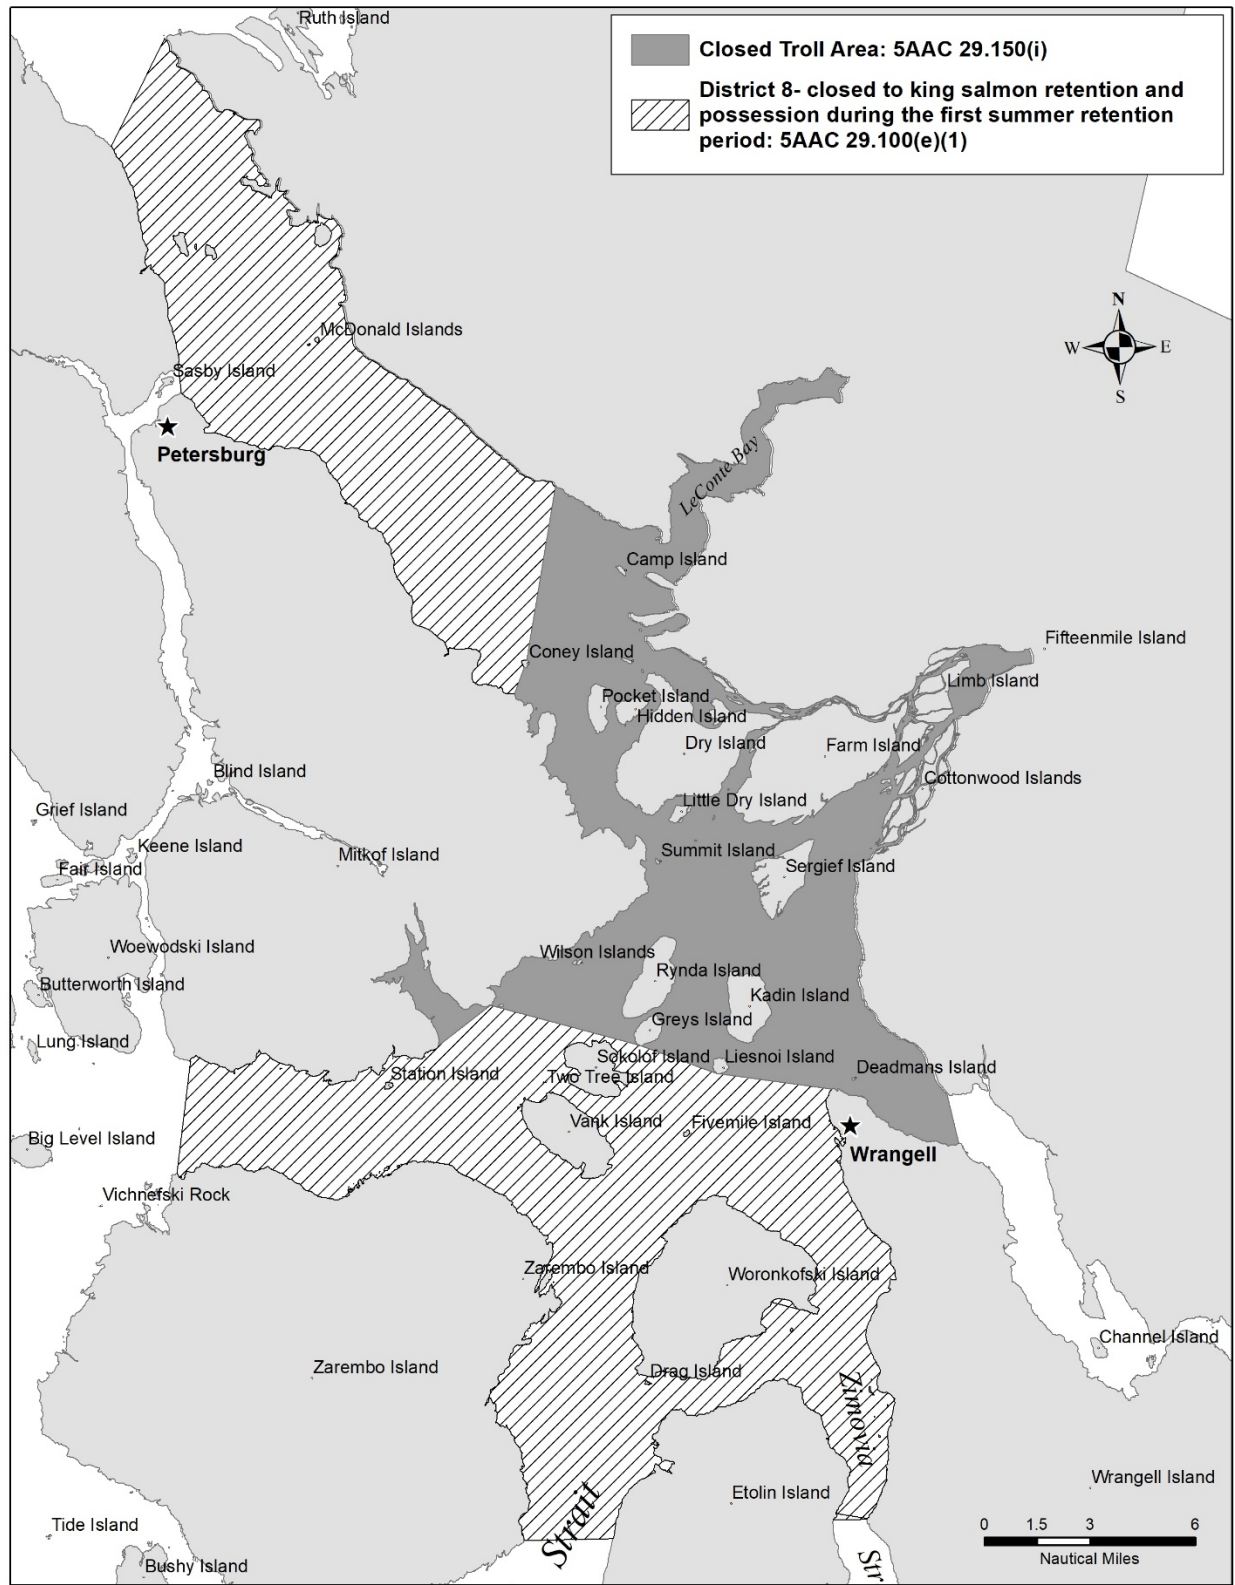 Ruth Island
Closed Troll Area: 5AAC 29.150(i)
District 8- closed to king salmon retention and
possession during the first summer retention
period: 5AAC 29.100(e)(1)
N
W
E
S
McDonald Islands
Sasby Island
Petersburg
LeConte Bay
Camp Island
Fifteenmile Island
Coney Island
Limb Island
Pocket Island
Hidden Island
Dry Island
Farm Island
Blind Island
Cottonwood Islands
Grief Island
Little Dry Island
Keene Island
Summit Island
Mitkof Island
Fair Island
Sergief Island
Woewodski Island
Wilson Islands
Rynda Island
Butterworth Island
Kadin Island
Greys Island
Lung Island
Sokolof Island
Liesnoi Island
Deadmans Island
Station Island
Two Tree Island
Vank Island
Fivemile Island
Big Level Island
Wrangell
Vichnefski Rock
Zarembo Island
Woronkofski Island
Channel Island
Zarembo Island
Drag Island
Zimovia
Wrangell Island
Etolin Island
Strait
Tide Island
0 1.5 3 6
Nautical Miles
Bushy Island
Str